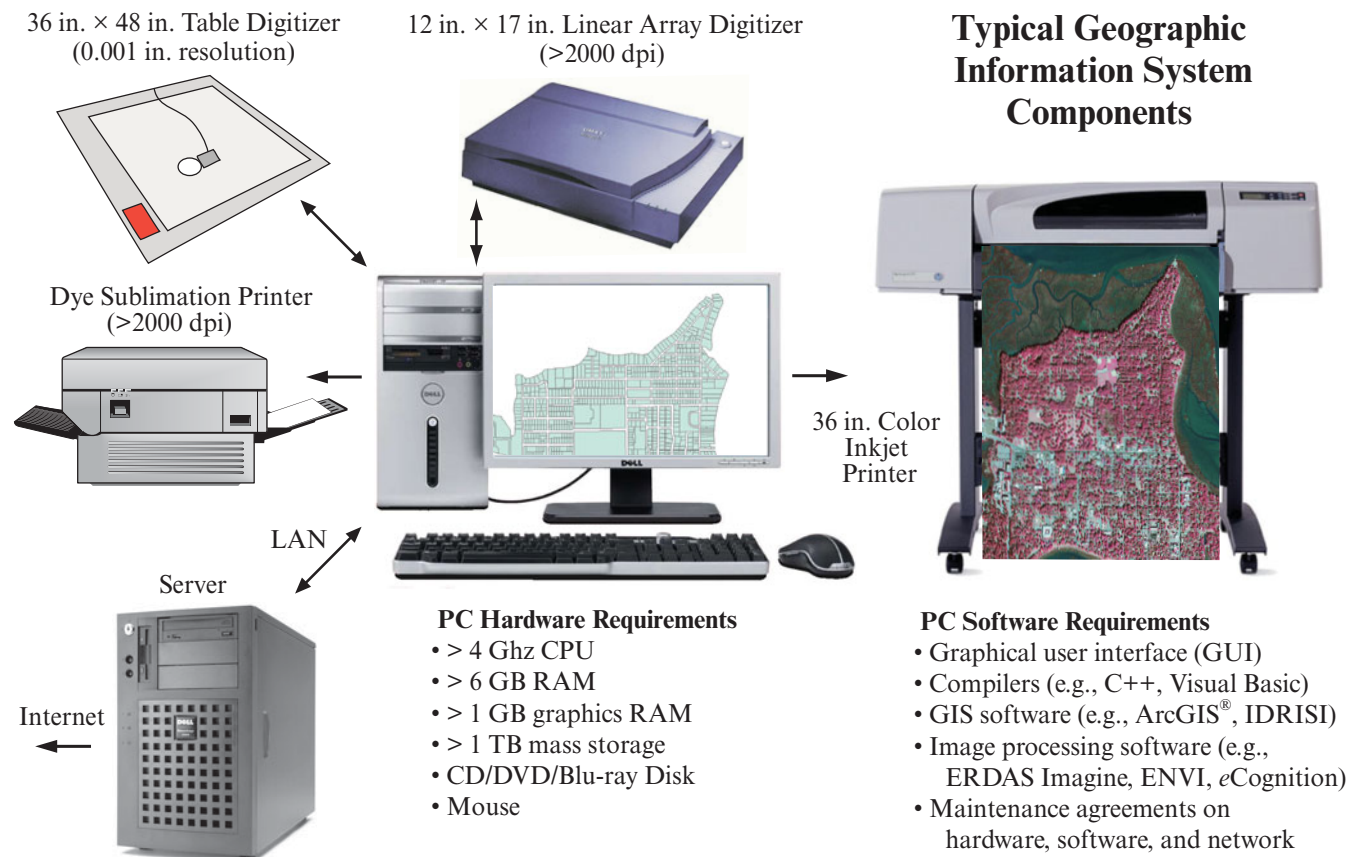 36 in. × 48 in. Table Digitizer
(0.001 in. resolution)
12 in. × 17 in. Linear Array Digitizer
(>2000 dpi)
Typical Geographic
Information System
Components
DELL
Dye Sublimation Printer
(>2000 dpi)
DELL
DELL
36 in. Color
Inkjet
Printer
LAN
Server
DELL
Internet
PC Hardware Requirements
• > 4 Ghz CPU
• > 6 GB RAM
• > 1 GB graphics RAM
• > 1 TB mass storage
• CD/DVD/Blu-ray Disk
• Mouse
PC Software Requirements
• Graphical user interface (GUI)
• Compilers (e.g., C++, Visual Basic)
• GIS software (e.g., ArcGIS®, IDRISI)
• Image processing software (e.g.,
ERDAS Imagine, ENVI, eCognition)
• Maintenance agreements on
hardware, software, and network